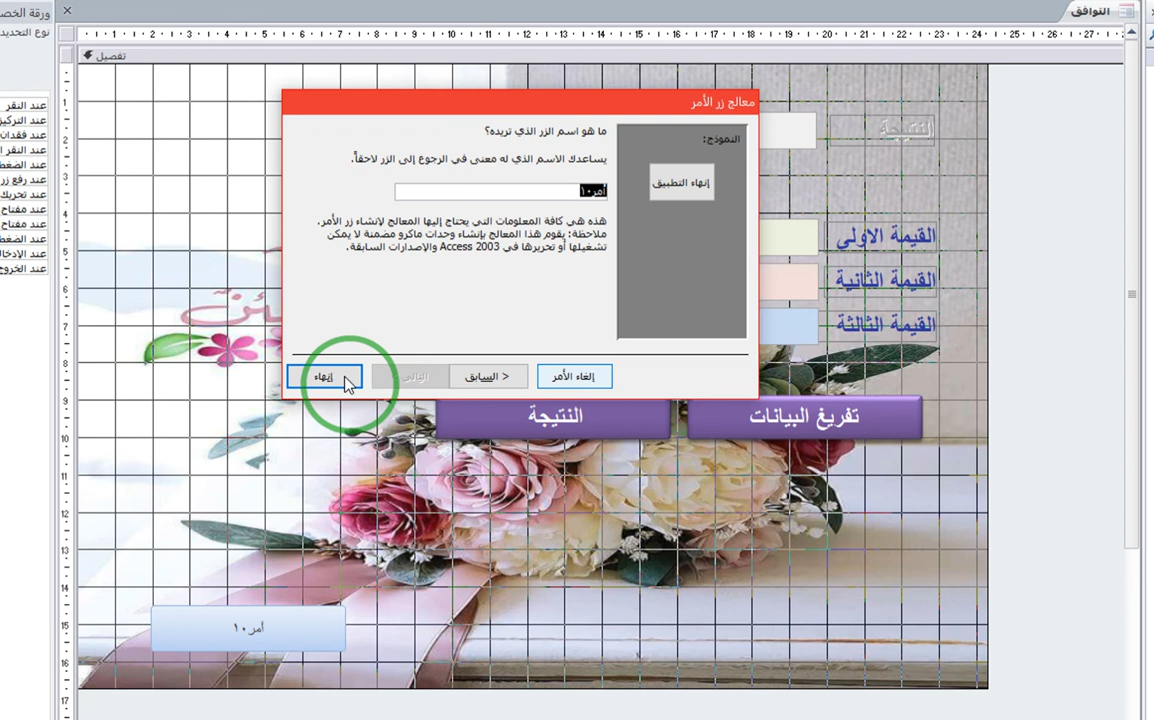 التوافق
ورقة الخص
نوع التحديد
تفصيل
عند النقر
عند التركيز
عند فقدان
عند النقر ا
عند الضغط
عند رفع زر
عند تحريك
عند مفتاح
عند مفتاح
عند الضغط
عند الإدخال
عند الخروج
معالج زر الأمر
النموذج:
إنهاء التطبيق
ما هو اسم الزر الذي تريده؟
يساعدك الاسم الذي له معنى في الرجوع إلى الزر لاحقاً.
أمر١٠
هذه هي كافة المعلومات التي يحتاج إليها المعالج لإنشاء زر الأمر.
ملاحظة: يقوم هذا المعالج بإنشاء وحدات ماكرو مضمنة لا يمكن
تشغيلها أو تحريرها في Access 2003 والإصدارات السابقة.
إلغاء الأمر
< السابق
التالي >
إنهاء
النتيجة
القيمة الاولى
القيمة الثانية
القيمة الثالثة
تفريغ البيانات
النتيجة
امر١٠